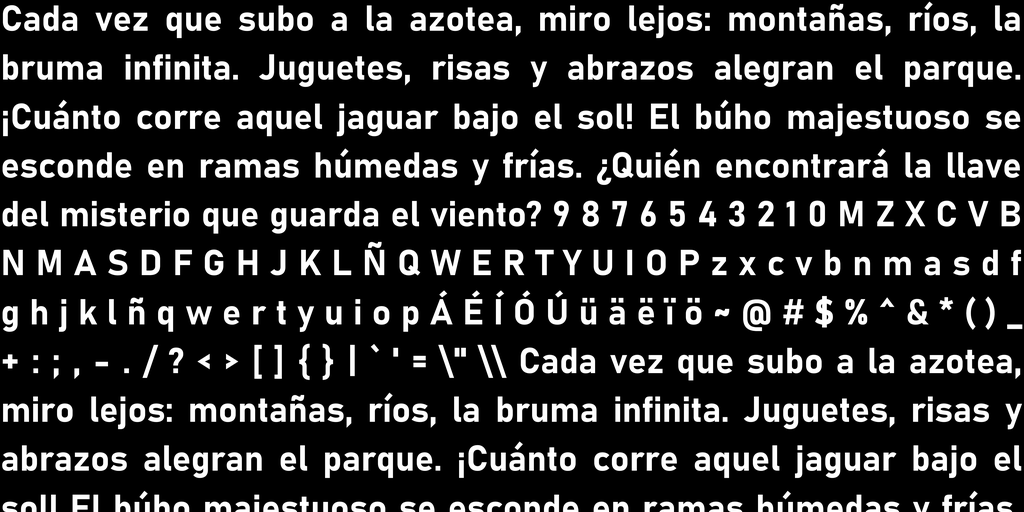 Cada vez que subo a la azotea, miro lejos: montañas, ríos, la
bruma infinita. Juguetes, risas y abrazos alegran el parque.
¡Cuánto corre aquel jaguar bajo el sol! El búho majestuoso se
esconde en ramas húmedas y frías. ¿Quién encontrará la llave
del misterio que guarda el viento? 9 8 7 6 5 4 3 2 1 0 M Z X C V B
N M A S D F G H J K L Ñ Q W E R T Y U I O P z x c v b n m a s d f
g h j k l ñ q w e r t y u i o p Á É Í Ó Ú ü ä ë ï ö ~ @ # $ % ^ & * ( ) _
+ : ; , - . / ? < > [ ] { } | ` ' = \" \\ Cada vez que subo a la azotea,
miro lejos: montañas, ríos, la bruma infinita. Juguetes, risas y
abrazos alegran el parque. ¡Cuánto corre aquel jaguar bajo el
sol! El búho majestuoso se esconde en ramas húmedas y frías.